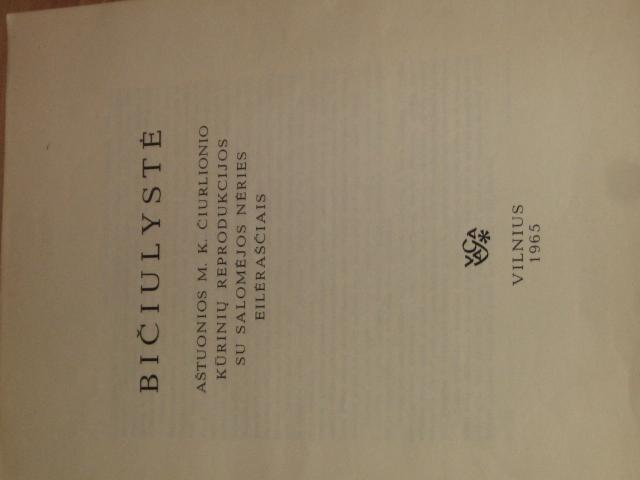 BIČIULYSTĖ
AŠTUONIOS M. K. ČIURLIONIO
KŪRINIŲ REPRODUKCIJOS
SU SALOMĖJOS NĖRIES
EILĖRAŠČIAIS
VILNIUS
1965